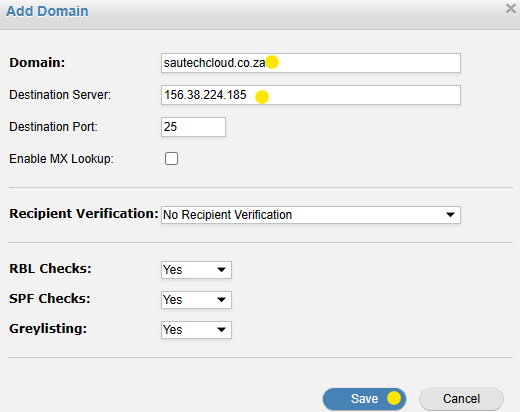 Add Domain
Domain: sautechcloud.co.za
Destination Server: 156.38.224.185
Destination Port: 25
Enable MX Lookup:
Recipient Verification: No Recipient Verification
RBL Checks: Yes
SPF Checks: Yes
Greylisting: Yes
Save Cancel